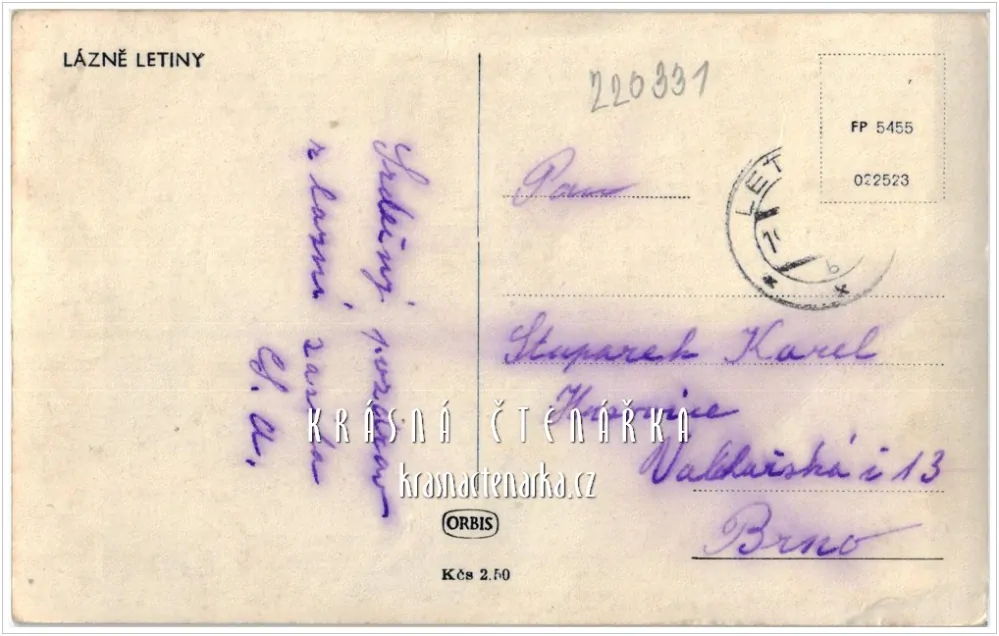 LÁZNĚ LETINY
220331
FP 5455
022523
LET
Srdečný pozdrav
z lázní zasílá
Pan
Stuparek Karel
Valchařská č 13
Brno
KRÁSNÁ ČTENÁŘKA
krasnactenarka.cz
ORBIS
Kčs 2.50